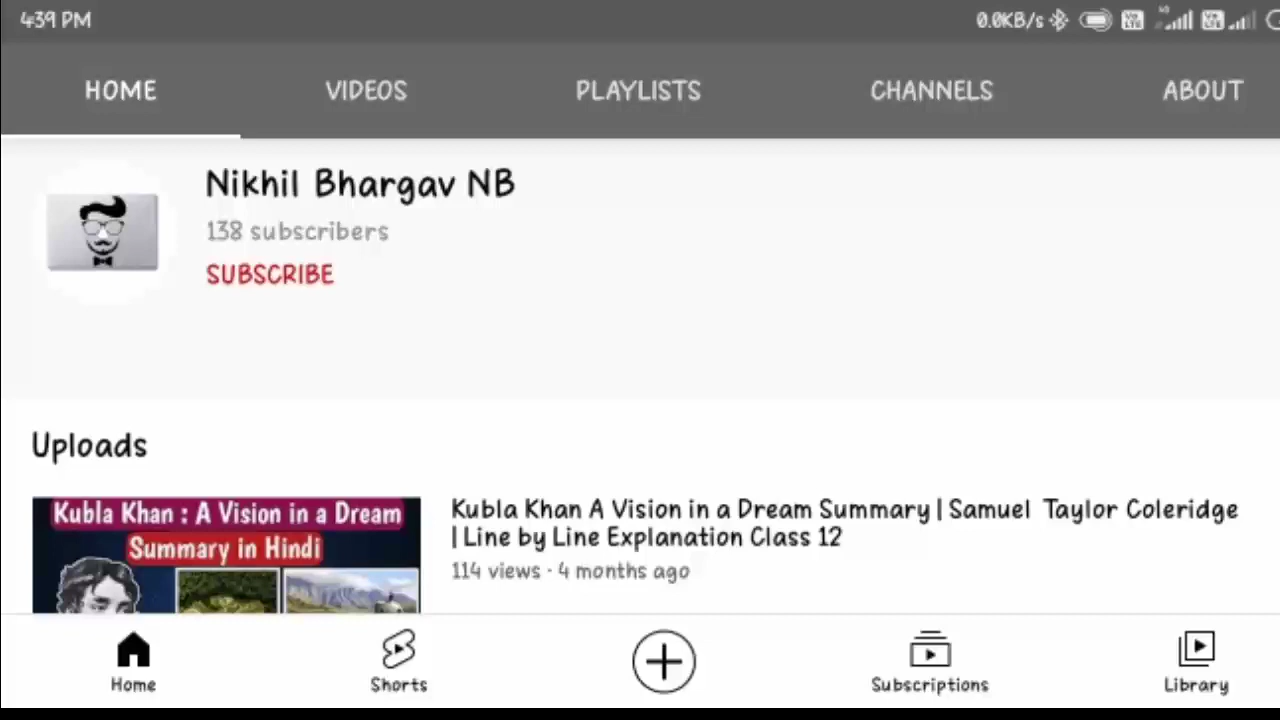 4:39 PM
0.0KB/s
HOME VIDEOS PLAYLISTS CHANNELS ABOUT
Nikhil Bhargav NB
138 subscribers
SUBSCRIBE
Uploads
Kubla Khan : A Vision in a Dream
Summary in Hindi
Kubla Khan A Vision in a Dream Summary | Samuel Taylor Coleridge
| Line by Line Explanation Class 12
114 views · 4 months ago
Home Shorts Subscriptions Library